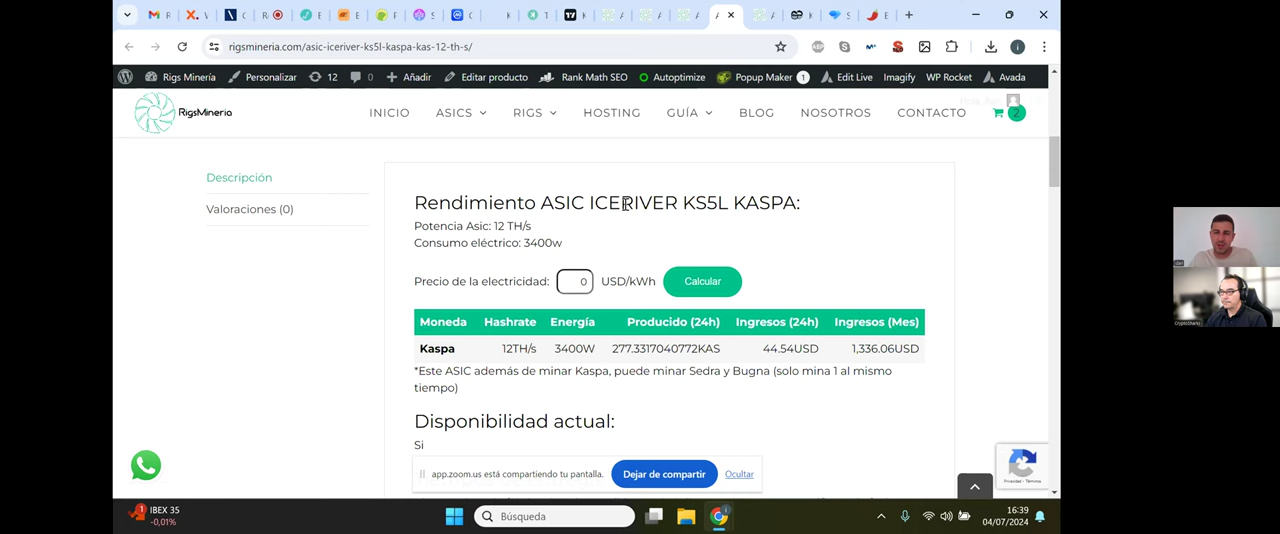 R
W
C
R
E
E
P
S
C
K
T
K
A
A
A
A
A
K
S
E
rigsmineria.com/asic-iceriver-ks5l-kaspa-kas-12-th-s/
Rigs Minería
Personalizar
12
0
Añadir
Editar producto
Rank Math SEO
Autoptimize
Popup Maker 1
Edit Live
Imagify
WP Rocket
Avada
RigsMineria
INICIO
ASICS
RIGS
HOSTING
GUÍA
BLOG
NOSOTROS
CONTACTO
2
Descripción
Valoraciones (0)
Rendimiento ASIC ICERIVER KS5L KASPA:
Potencia Asic: 12 TH/s
Consumo eléctrico: 3400w
Precio de la electricidad: 0 USD/kWh Calcular
Moneda Hashrate Energía Producido (24h) Ingresos (24h) Ingresos (Mes)
Kaspa 12TH/s 3400W 277.3317040772KAS 44.54USD 1,336.06USD
*Este ASIC además de minar Kaspa, puede minar Sedra y Bugna (solo mina 1 al mismo
tiempo)
Disponibilidad actual:
Si
app.zoom.us está compartiendo tu pantalla. Dejar de compartir Ocultar
Privacidad - Términos
1
IBEX 35
-0,01%
Búsqueda
16:39
04/07/2024
CryptoSharks